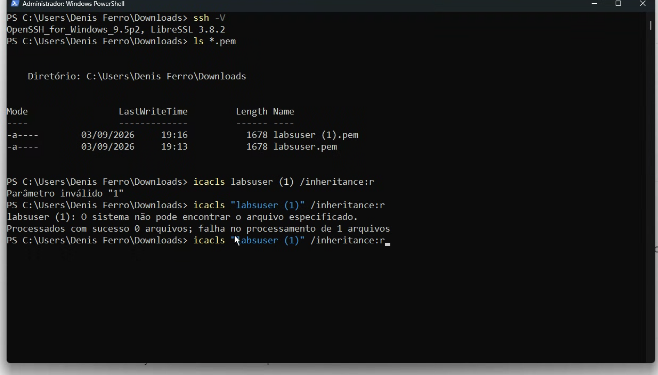 Administrador: Windows PowerShell
PS C:\Users\Denis Ferro\Downloads> ssh -V
OpenSSH_for_Windows_9.5p2, LibreSSL 3.8.2
PS C:\Users\Denis Ferro\Downloads> ls *.pem
Diretório: C:\Users\Denis Ferro\Downloads
Mode LastWriteTime Length Name
---- ------------- ------ ----
-a---- 03/09/2026 19:16 1678 labsuser (1).pem
-a---- 03/09/2026 19:13 1678 labsuser.pem
PS C:\Users\Denis Ferro\Downloads> icacls labsuser (1) /inheritance:r
Parâmetro inválido "1"
PS C:\Users\Denis Ferro\Downloads> icacls "labsuser (1)" /inheritance:r
labsuser (1): O sistema não pode encontrar o arquivo especificado.
Processados com sucesso 0 arquivos; falha no processamento de 1 arquivos
PS C:\Users\Denis Ferro\Downloads> icacls "labsuser (1)" /inheritance:r